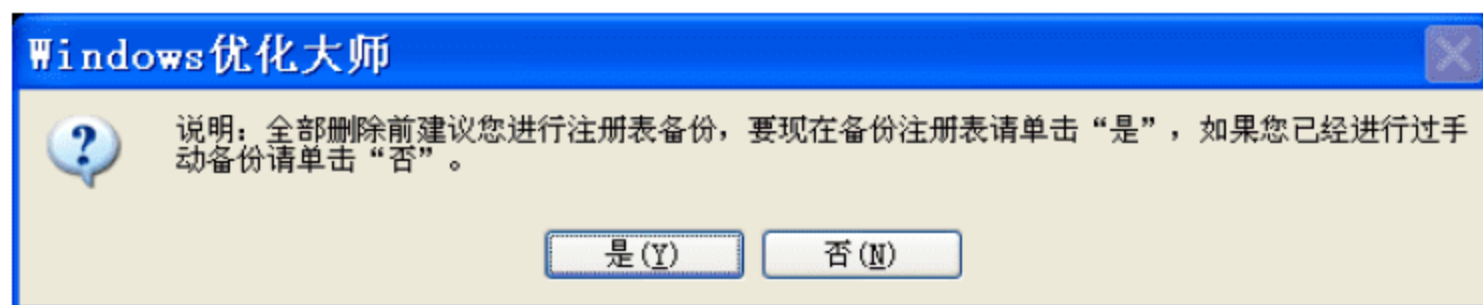 Windows优化大师
说明：全部删除前建议您进行注册表备份，要现在备份注册表请单击“是”，如果您已经进行过手
动备份请单击“否”。
是(Y) 否(N)